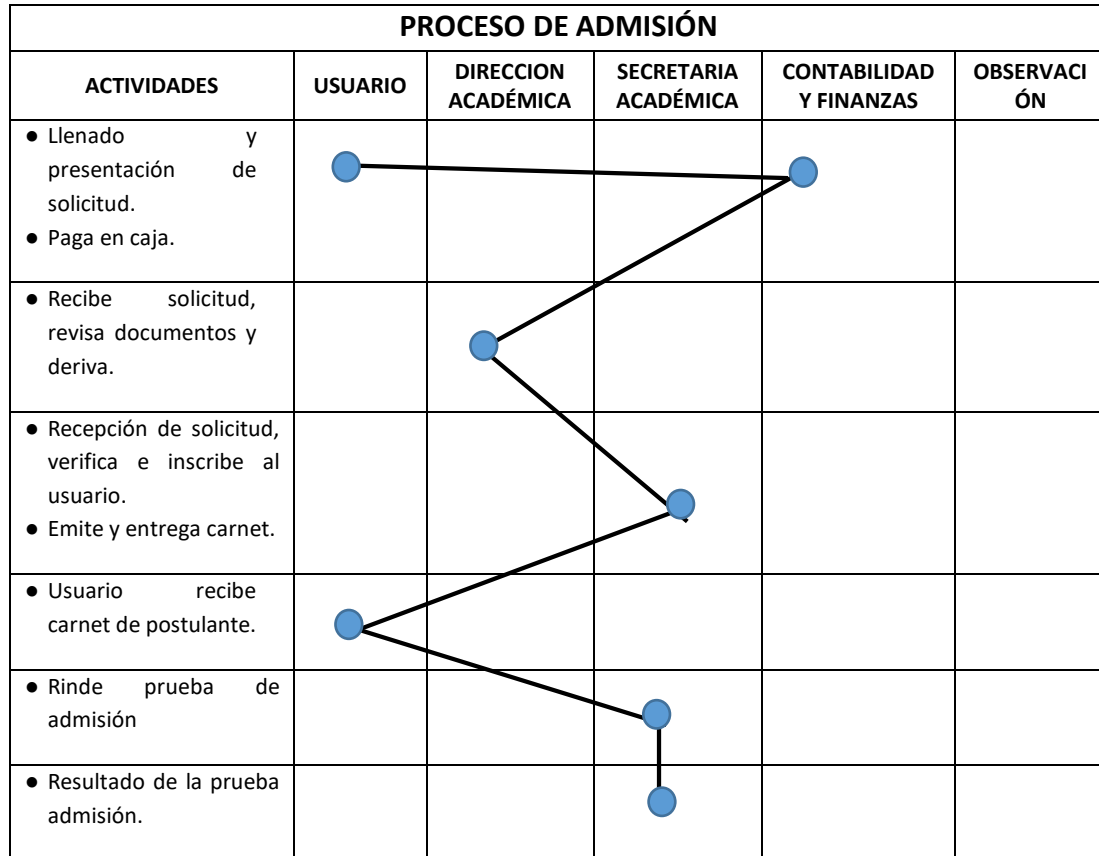 PROCESO DE ADMISIÓN
ACTIVIDADES
USUARIO
DIRECCION
ACADÉMICA
SECRETARIA
ACADÉMICA
CONTABILIDAD
Y FINANZAS
OBSERVACI
ÓN
● Llenado y
presentación de
solicitud.
● Paga en caja.
● Recibe solicitud,
revisa documentos y
deriva.
● Recepción de solicitud,
verifica e inscribe al
usuario.
● Emite y entrega carnet.
● Usuario recibe
carnet de postulante.
● Rinde prueba de
admisión
● Resultado de la prueba
admisión.